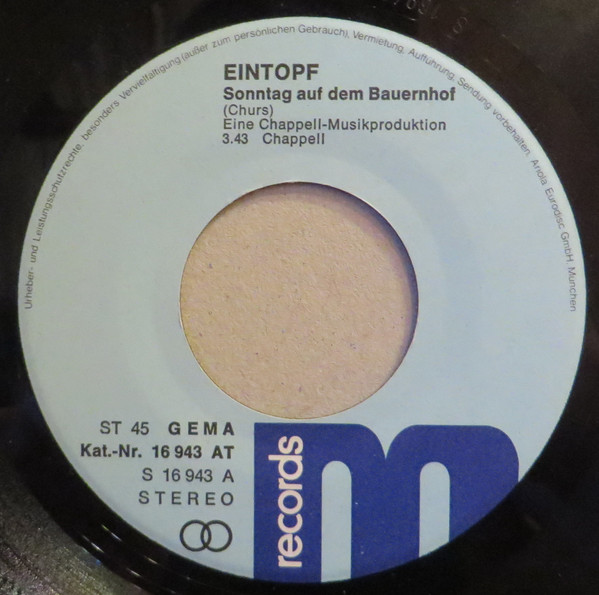 Urheber- und Leistungsschutzrechte, besonders Vervielfältigung (außer zum persönlichen Gebrauch), Vermietung, Aufführung, Sendung vorbehalten. Ariola Eurodisc GmbH, München
EINTOPF
Sonntag auf dem Bauernhof
(Churs)
Eine Chappell-Musikproduktion
3.43 Chappell
ST 45 GEMA
Kat.-Nr. 16 943 AT
S 16 943 A
STEREO
m records